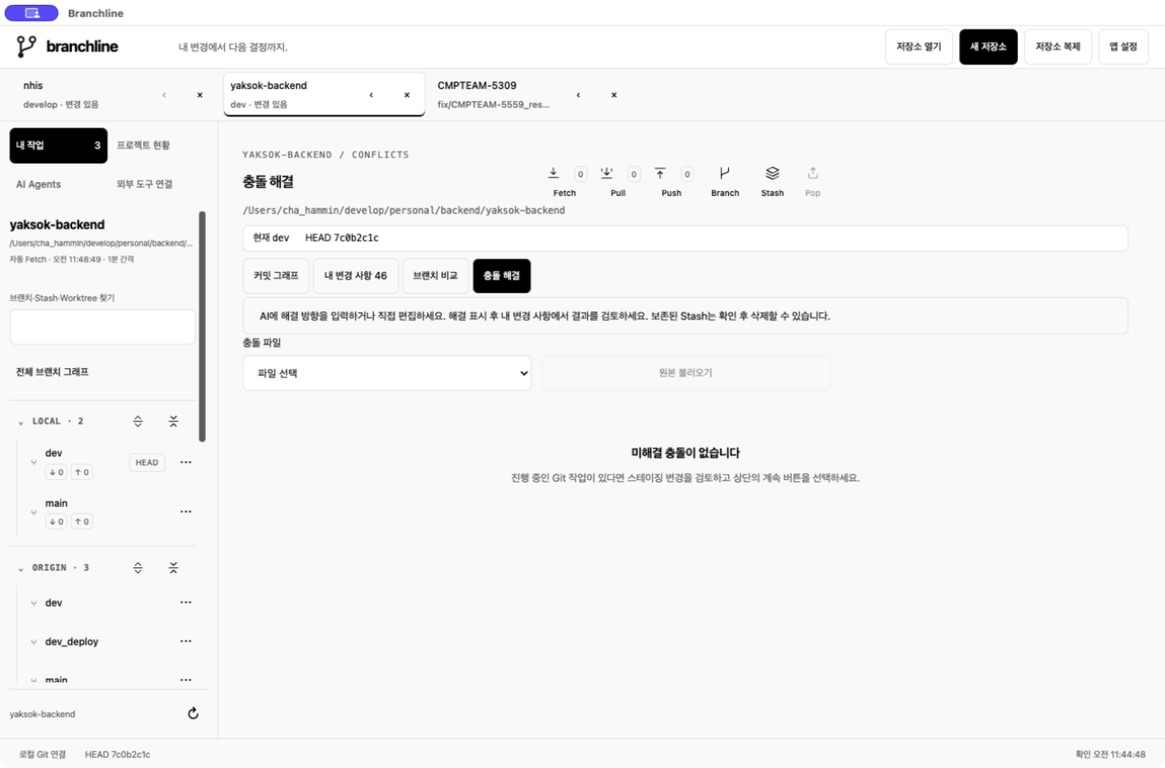 Branchline
branchline
내 변경에서 다음 결정까지.
저장소 열기
새 저장소
저장소 복제
앱 설정
nhis
develop · 변경 있음
yaksok-backend
dev · 변경 있음
CMPTEAM-5309
fix/CMPTEAM-5559_res...
내 작업 3
프로젝트 현황
AI Agents
외부 도구 연결
yaksok-backend
/Users/cha_hammin/develop/personal/backend/...
자동 Fetch · 오전 11:48:49 · 1분 간격
브랜치·Stash·Worktree 찾기
전체 브랜치 그래프
LOCAL · 2
dev
↓ 0 ↑ 0
HEAD
main
↓ 0 ↑ 0
ORIGIN · 3
dev
dev_deploy
main
yaksok-backend
YAKSOK-BACKEND / CONFLICTS
충돌 해결
0 Fetch
0 Pull
0 Push
Branch
Stash
Pop
/Users/cha_hammin/develop/personal/backend/yaksok-backend
현재 dev HEAD 7c0b2c1c
커밋 그래프
내 변경 사항 46
브랜치 비교
충돌 해결
AI에 해결 방향을 입력하거나 직접 편집하세요. 해결 표시 후 내 변경 사항에서 결과를 검토하세요. 보존된 Stash는 확인 후 삭제할 수 있습니다.
충돌 파일
파일 선택
원본 불러오기
미해결 충돌이 없습니다
진행 중인 Git 작업이 있다면 스테이징 변경을 검토하고 상단의 계속 버튼을 선택하세요.
로컬 Git 연결
HEAD 7c0b2c1c
확인 오전 11:44:48